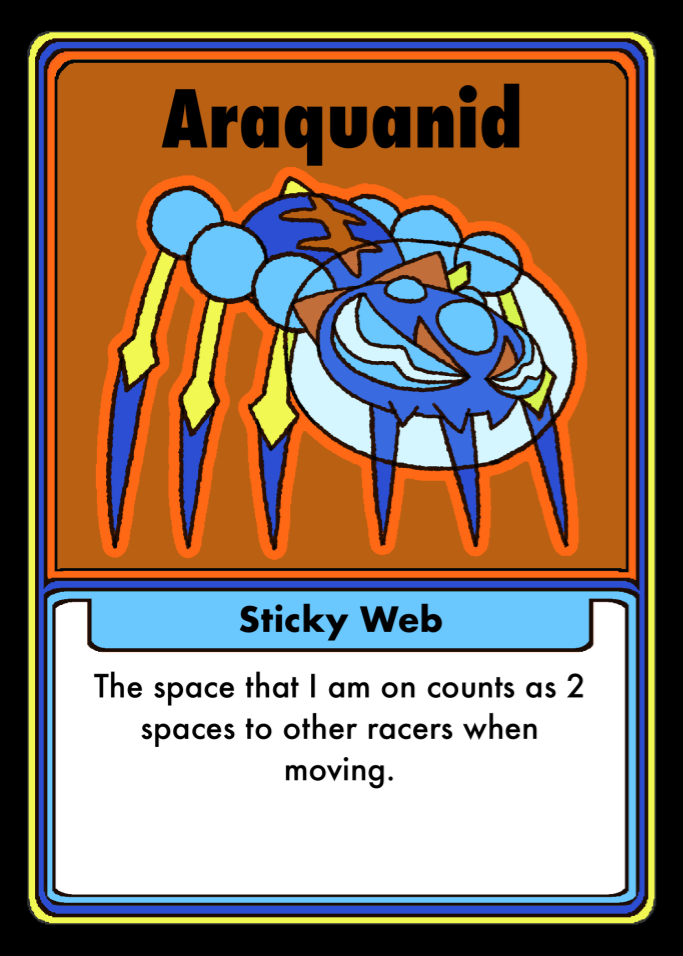 Araquanid
Sticky Web
The space that I am on counts as 2
spaces to other racers when
moving.